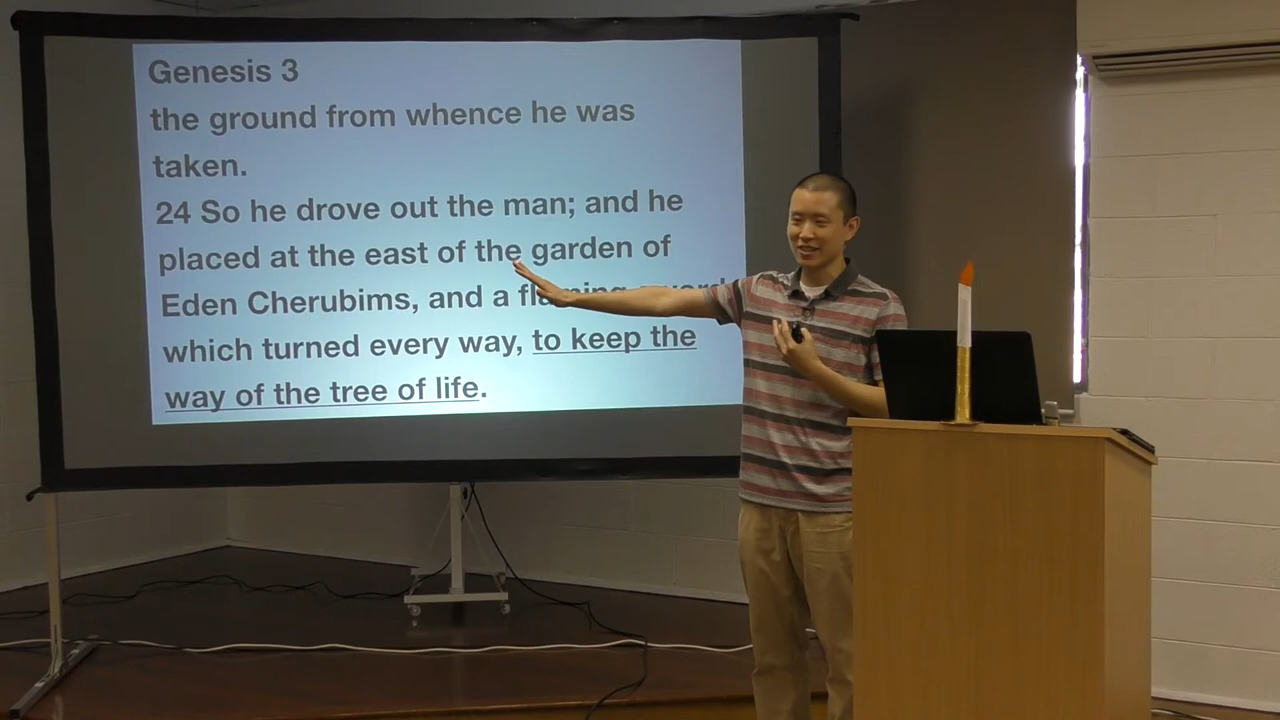 Genesis 3
the ground from whence he was
taken.
24 So he drove out the man; and he
placed at the east of the garden of
Eden Cherubims, and a flaming sword
which turned every way, to keep the
way of the tree of life.